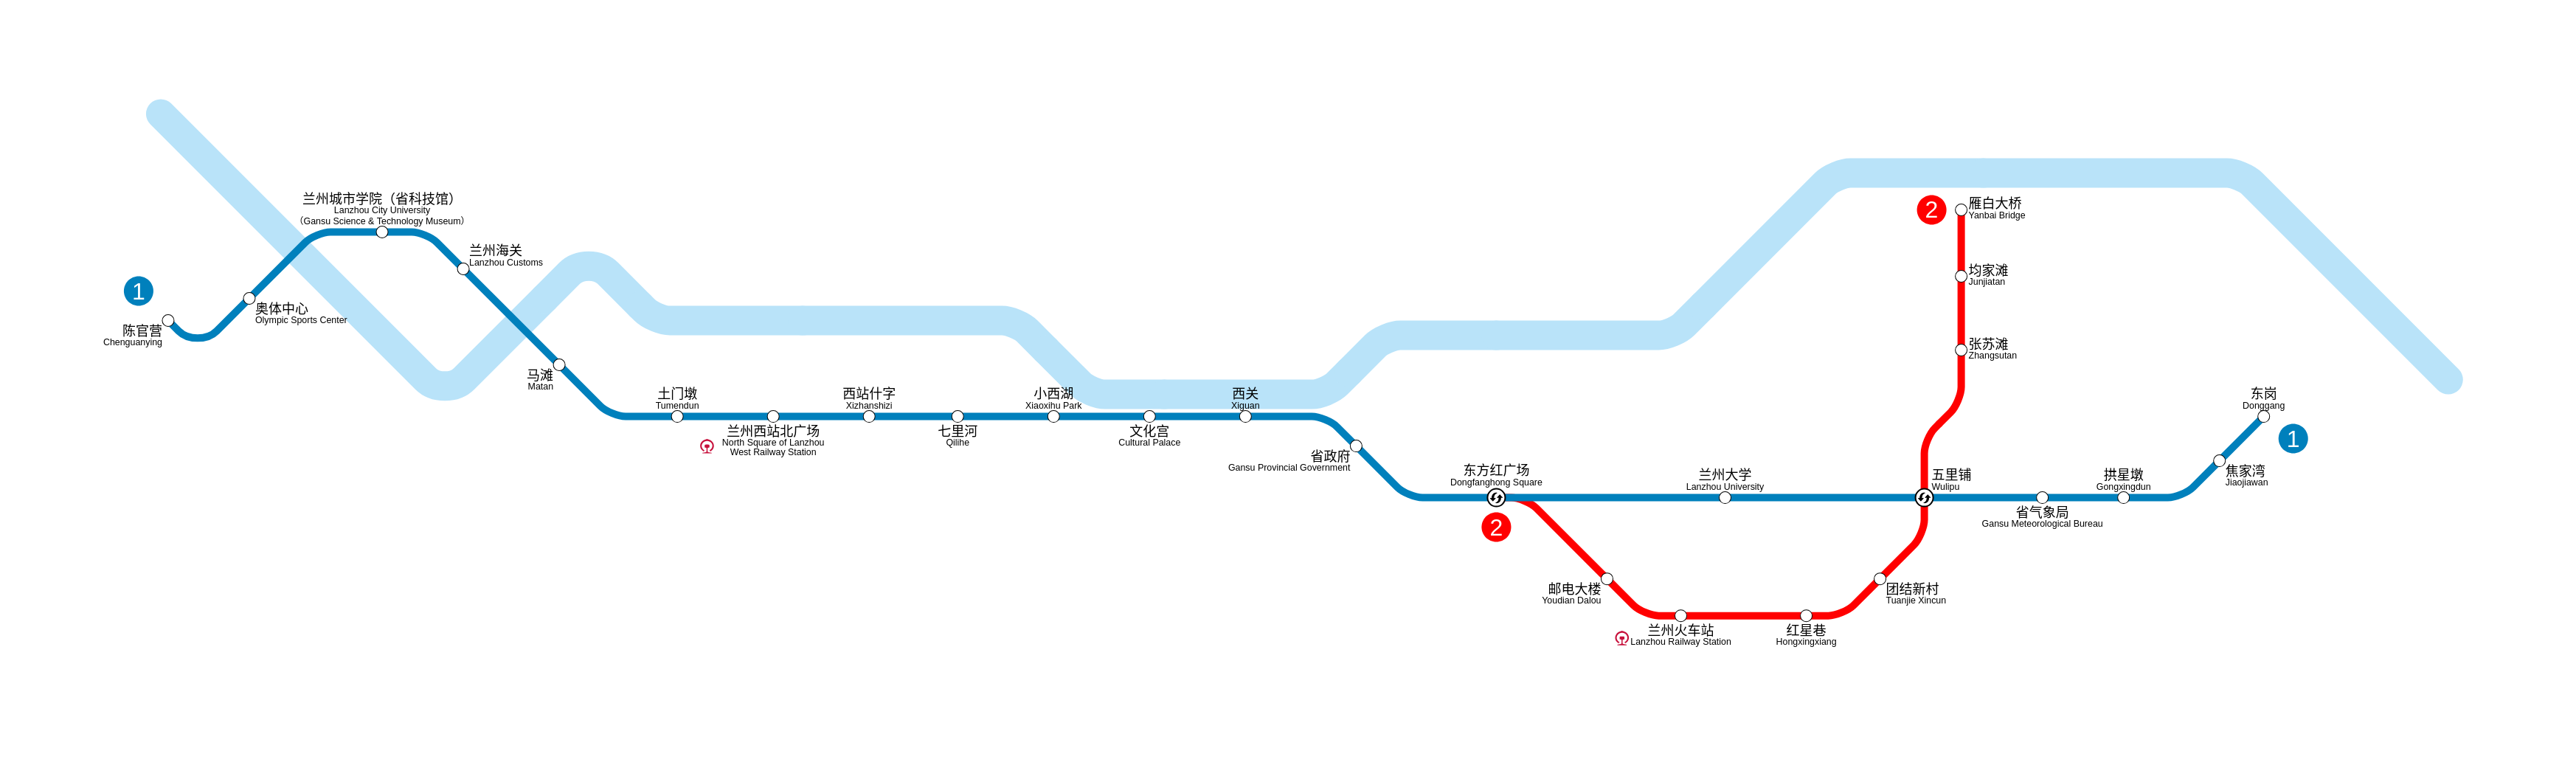 1
陈官营
Chenguanying
奥体中心
Olympic Sports Center
兰州城市学院（省科技馆）
Lanzhou City University
（Gansu Science & Technology Museum）
兰州海关
Lanzhou Customs
马滩
Matan
土门墩
Tumendun
兰州西站北广场
North Square of Lanzhou
West Railway Station
西站什字
Xizhanshizi
七里河
Qilihe
小西湖
Xiaoxihu Park
文化宫
Cultural Palace
西关
Xiguan
省政府
Gansu Provincial Government
东方红广场
Dongfanghong Square
2
兰州大学
Lanzhou University
五里铺
Wulipu
省气象局
Gansu Meteorological Bureau
拱星墩
Gongxingdun
焦家湾
Jiaojiawan
东岗
Donggang
1
2
雁白大桥
Yanbai Bridge
均家滩
Junjiatan
张苏滩
Zhangsutan
团结新村
Tuanjie Xincun
红星巷
Hongxingxiang
兰州火车站
Lanzhou Railway Station
邮电大楼
Youdian Dalou